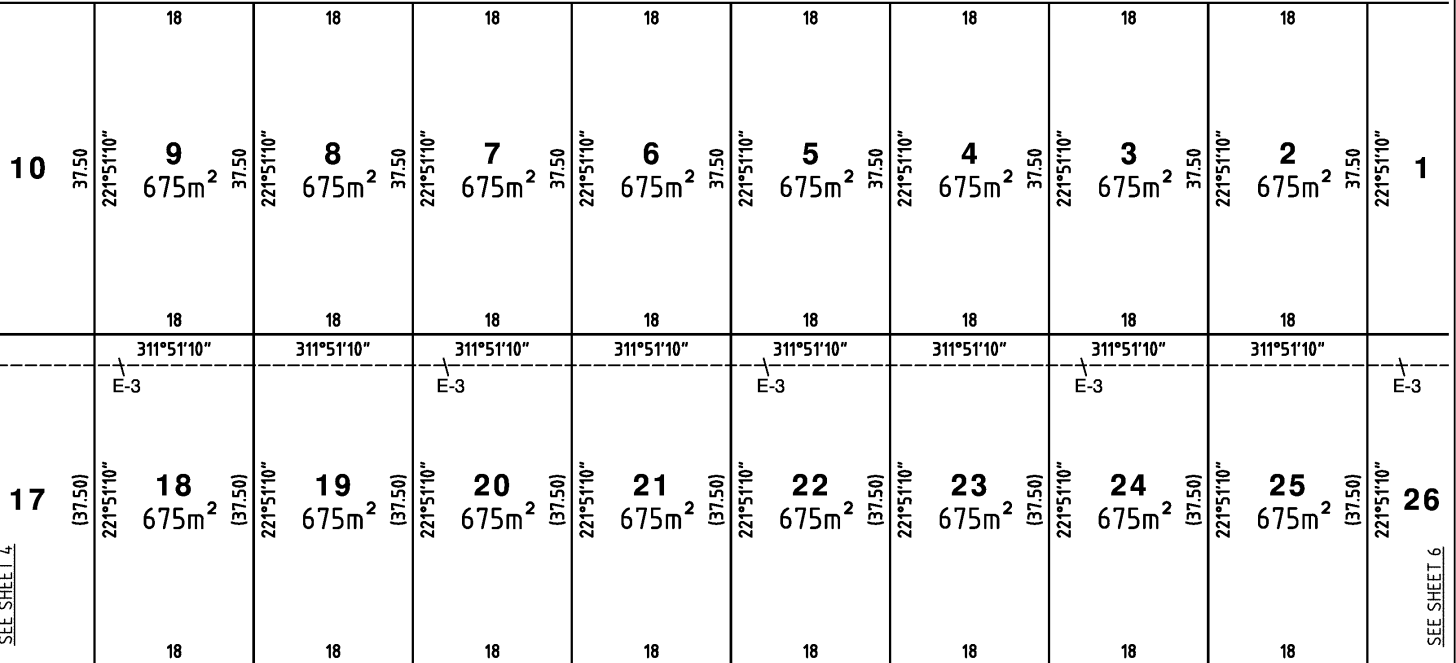 18 18 18 18 18 18 18 18
10 37.50 221°51'10" 9 675m² 37.50 221°51'10" 8 675m² 37.50 221°51'10" 7 675m² 37.50 221°51'10" 6 675m² 37.50 221°51'10" 5 675m² 37.50 221°51'10" 4 675m² 37.50 221°51'10" 3 675m² 37.50 221°51'10" 2 675m² 37.50 221°51'10" 1
18 18 18 18 18 18 18 18
311°51'10" 311°51'10" 311°51'10" 311°51'10" 311°51'10" 311°51'10" 311°51'10" 311°51'10"
E-3 E-3 E-3 E-3 E-3
17 (37.50) 221°51'10" 18 675m² (37.50) 221°51'10" 19 675m² (37.50) 221°51'10" 20 675m² (37.50) 221°51'10" 21 675m² (37.50) 221°51'10" 22 675m² (37.50) 221°51'10" 23 675m² (37.50) 221°51'10" 24 675m² (37.50) 221°51'10" 25 675m² (37.50) 221°51'10" 26
SEE SHEET 4
SEE SHEET 6
18 18 18 18 18 18 18 18